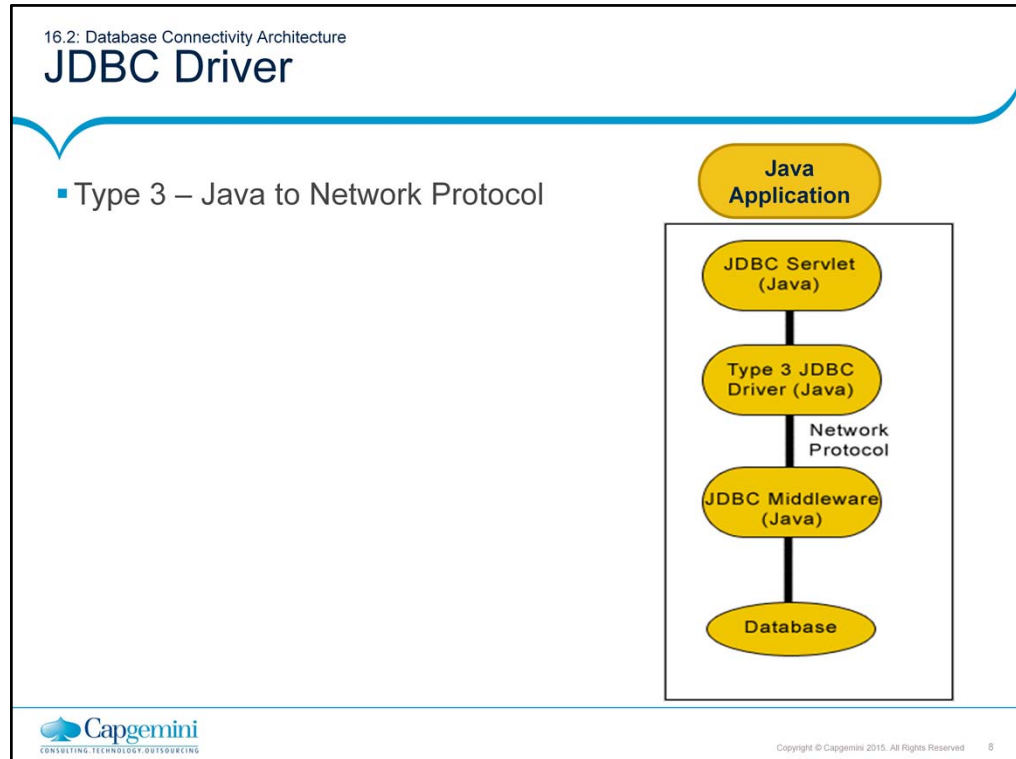 16.2: Database Connectivity Architecture
JDBC Driver
▪ Type 3 – Java to Network Protocol
Java
Application
JDBC Servlet
(Java)
Type 3 JDBC
Driver (Java)
Network
Protocol
JDBC Middleware
(Java)
Database
Capgemini
CONSULTING.TECHNOLOGY.OUTSOURCING
Copyright © Capgemini 2015. All Rights Reserved 8